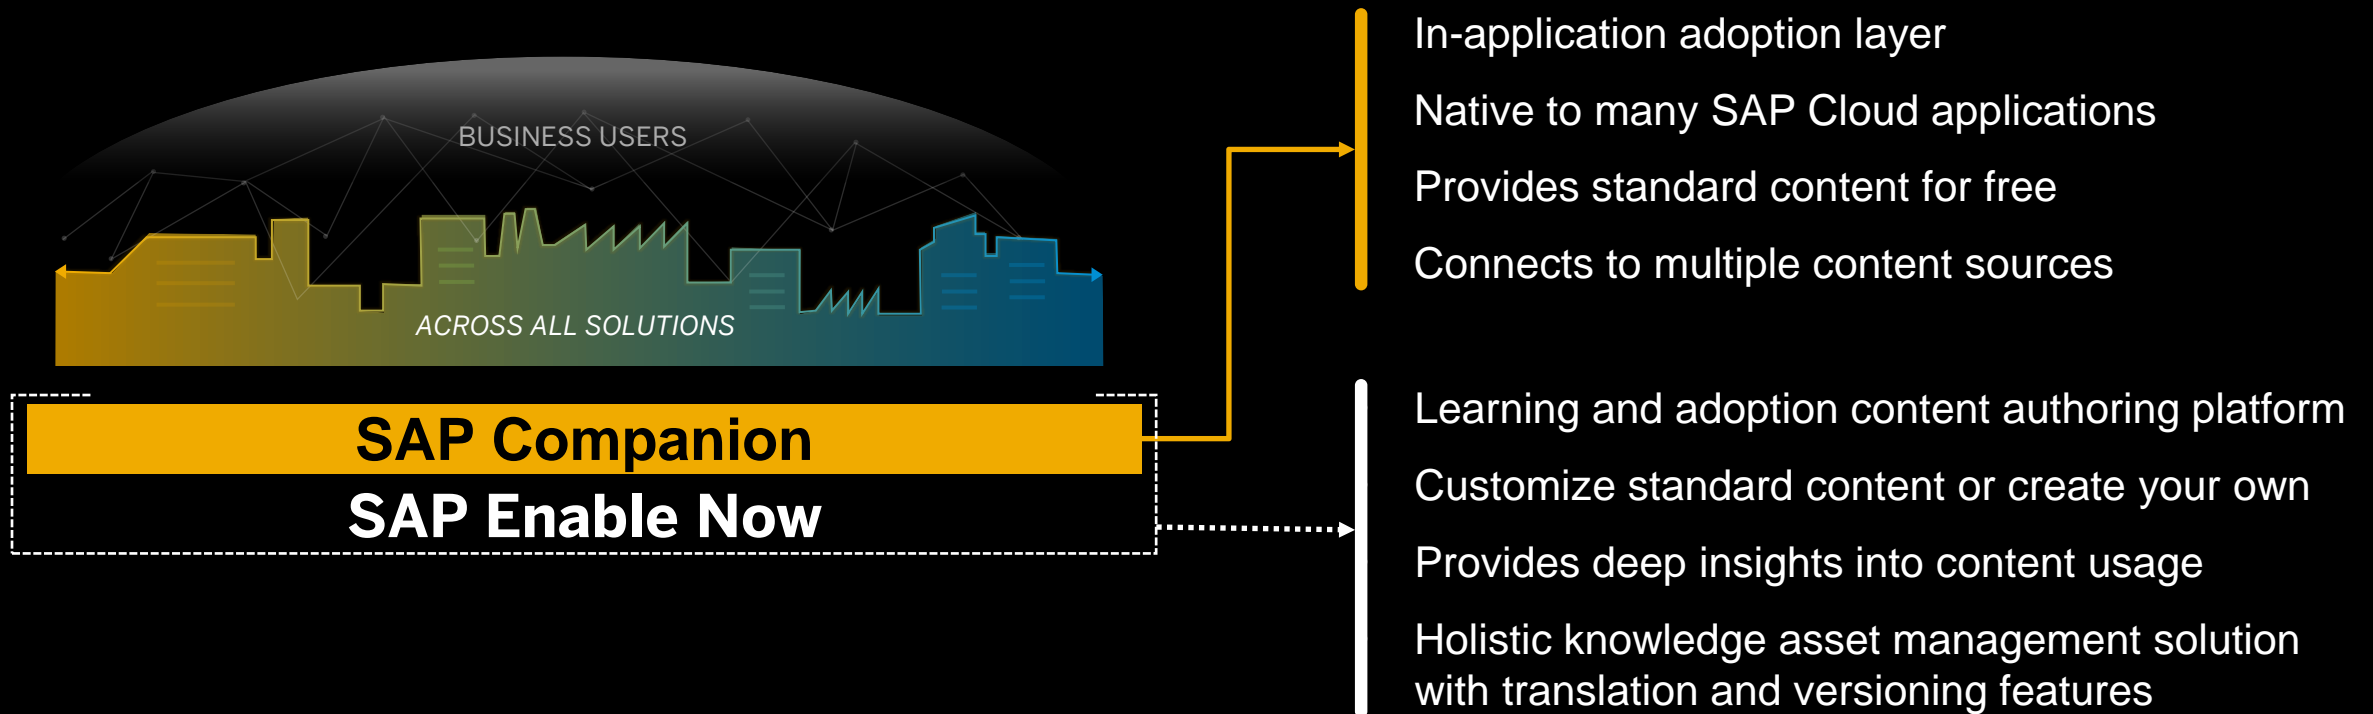 BUSINESS USERS
ACROSS ALL SOLUTIONS
SAP Companion
SAP Enable Now
In-application adoption layer
Native to many SAP Cloud applications
Provides standard content for free
Connects to multiple content sources
Learning and adoption content authoring platform
Customize standard content or create your own
Provides deep insights into content usage
Holistic knowledge asset management solution
with translation and versioning features